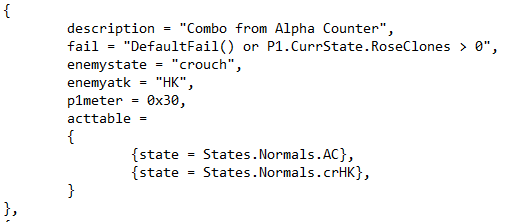 {
description = "Combo from Alpha Counter",
fail = "DefaultFail() or P1.CurrState.RoseClones > 0",
enemystate = "crouch",
enemyatk = "HK",
p1meter = 0x30,
acttable =
{
{state = States.Normals.AC},
{state = States.Normals.crHK},
}
},